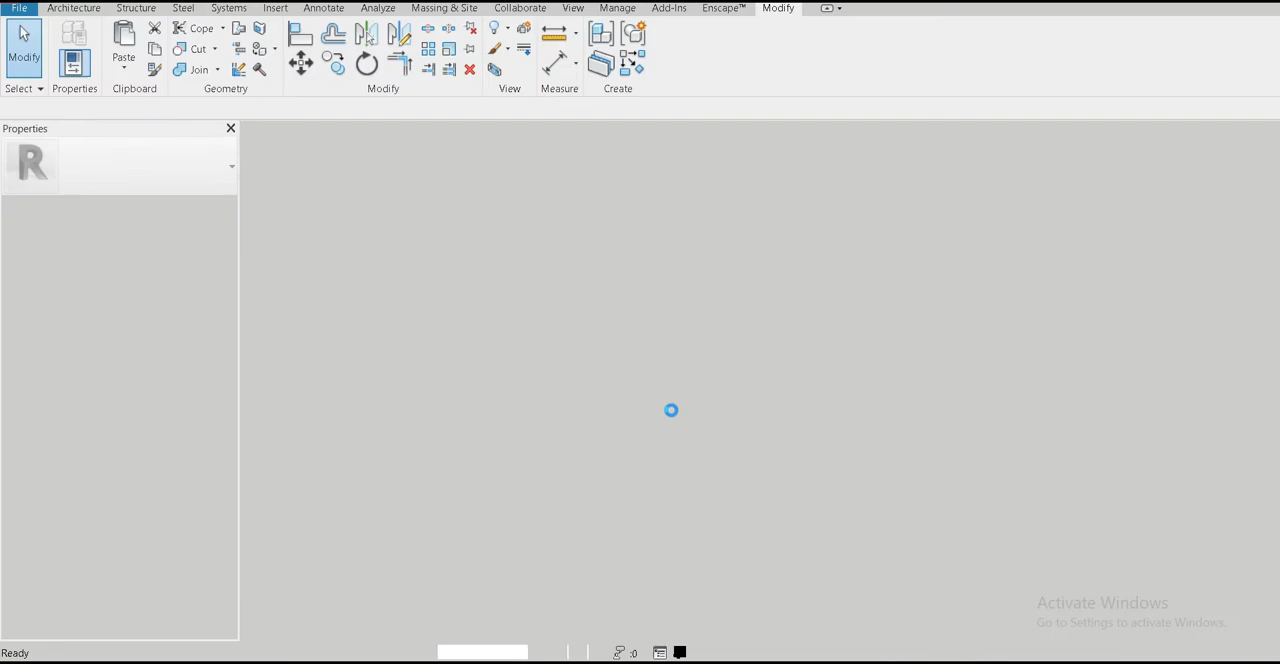 File Architecture Structure Steel Systems Insert Annotate Analyze Massing & Site Collaborate View Manage Add-Ins Enscape™ Modify
Modify
Paste
Cope
Cut
Join
Select Properties Clipboard Geometry Modify View Measure Create
Properties
R
Activate Windows
Go to Settings to activate Windows.
Ready
:0